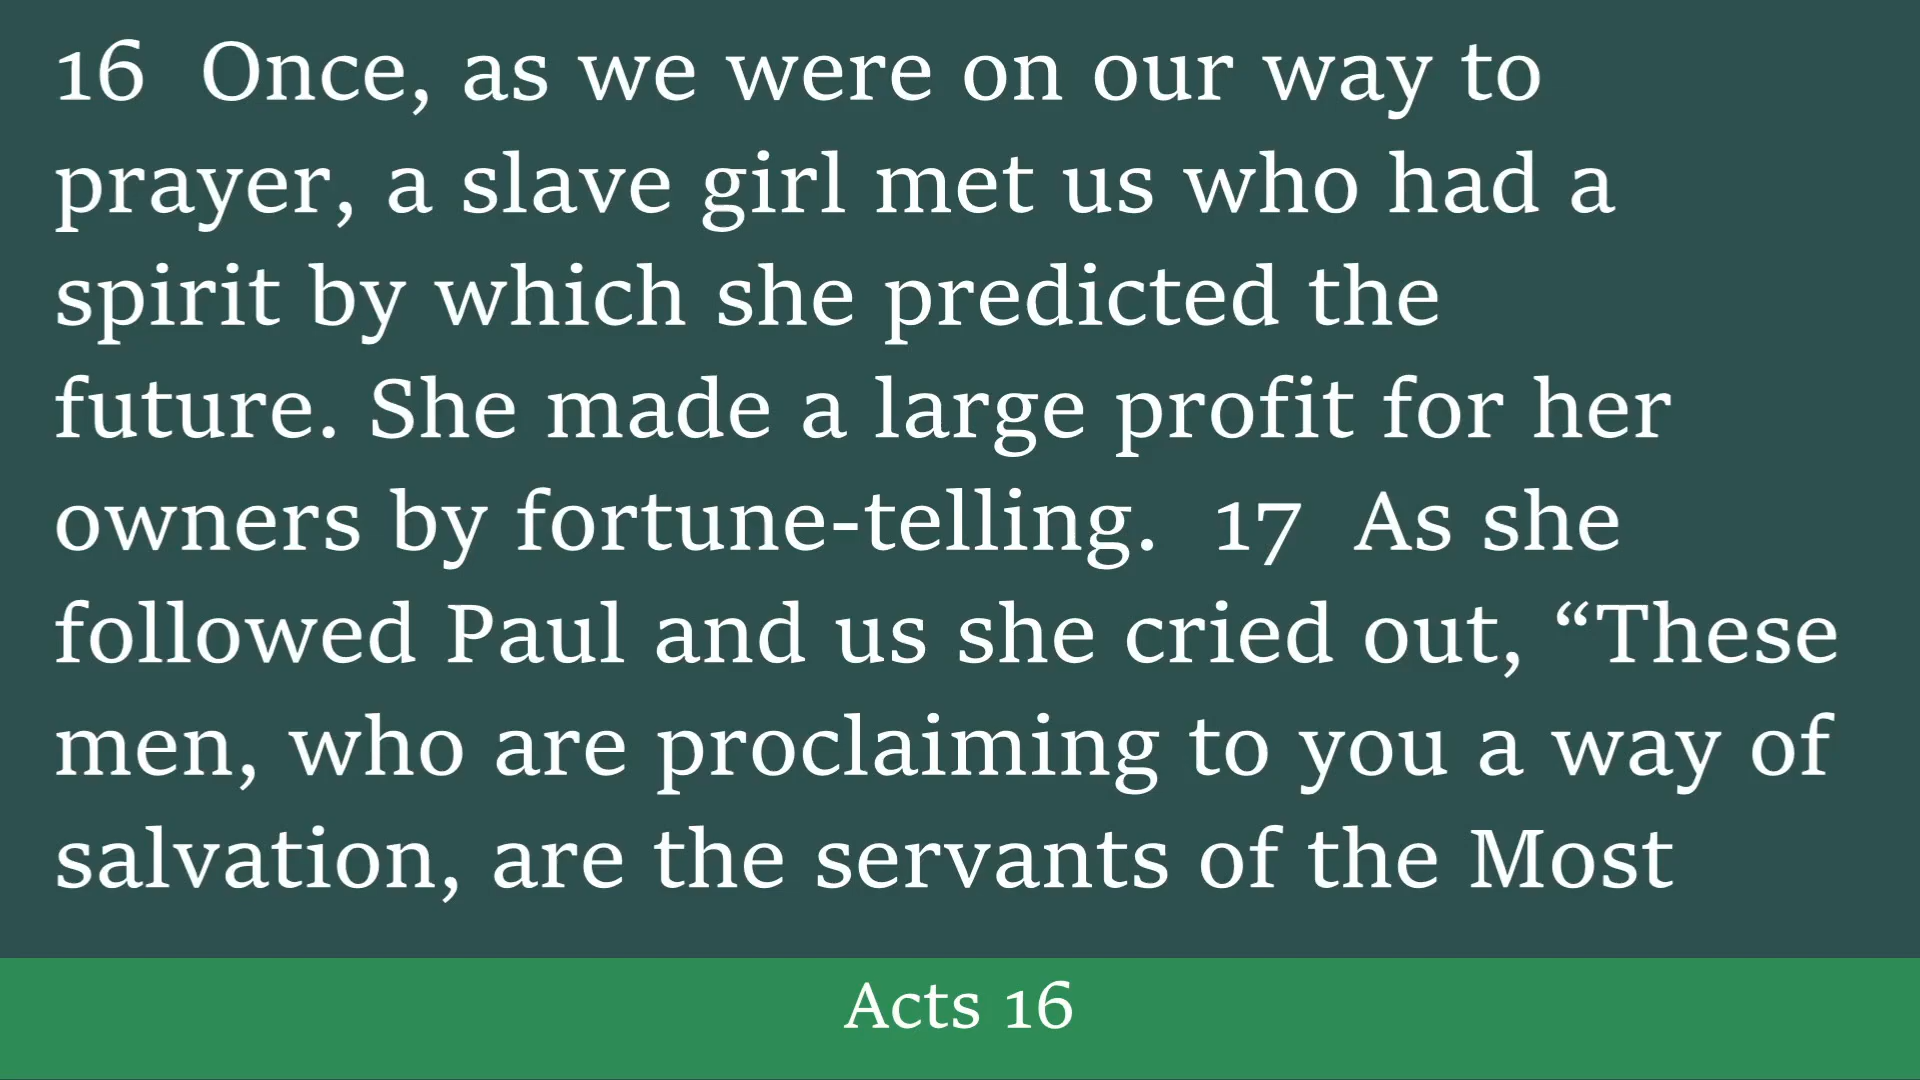 16 Once, as we were on our way to
prayer, a slave girl met us who had a
spirit by which she predicted the
future. She made a large profit for her
owners by fortune-telling. 17 As she
followed Paul and us she cried out, “These
men, who are proclaiming to you a way of
salvation, are the servants of the Most
Acts 16